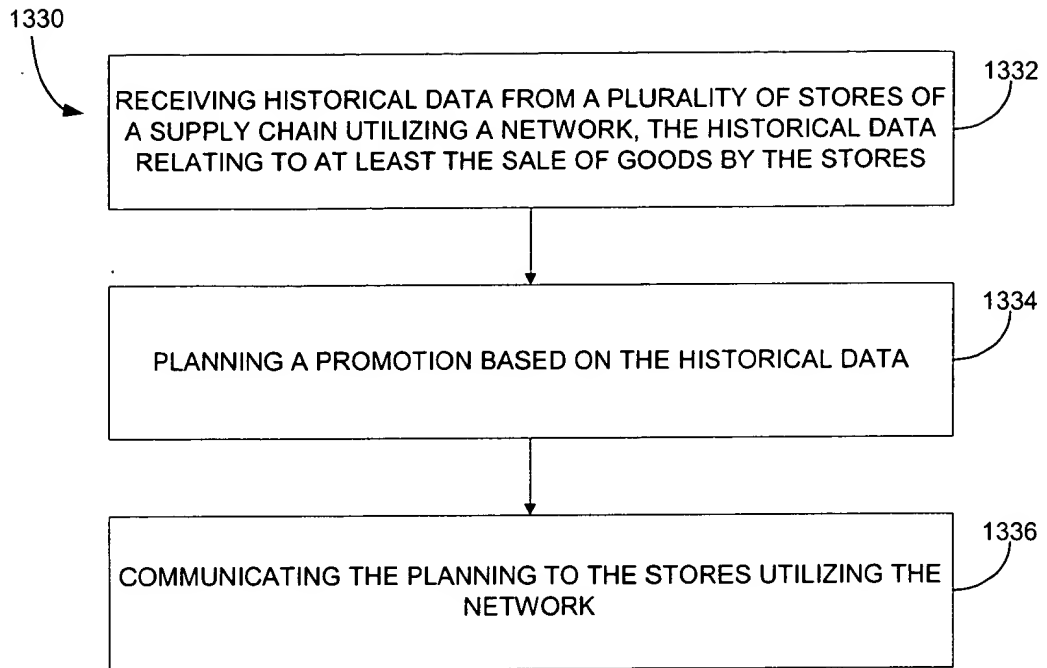 1330
1332
RECEIVING HISTORICAL DATA FROM A PLURALITY OF STORES OF
A SUPPLY CHAIN UTILIZING A NETWORK, THE HISTORICAL DATA
RELATING TO AT LEAST THE SALE OF GOODS BY THE STORES
1334
PLANNING A PROMOTION BASED ON THE HISTORICAL DATA
1336
COMMUNICATING THE PLANNING TO THE STORES UTILIZING THE
NETWORK